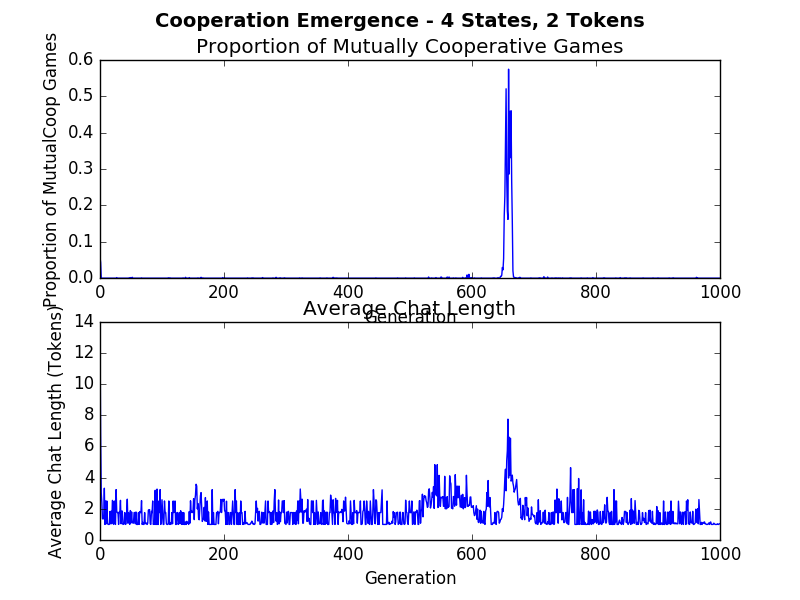 Cooperation Emergence - 4 States, 2 Tokens
Proportion of Mutually Cooperative Games
Proportion of MutualCoop Games
0.6
0.5
0.4
0.3
0.2
0.1
0.0
0 200 400 600 800 1000
Generation
Average Chat Length
Average Chat Length (Tokens)
14
12
10
8
6
4
2
0
0 200 400 600 800 1000
Generation